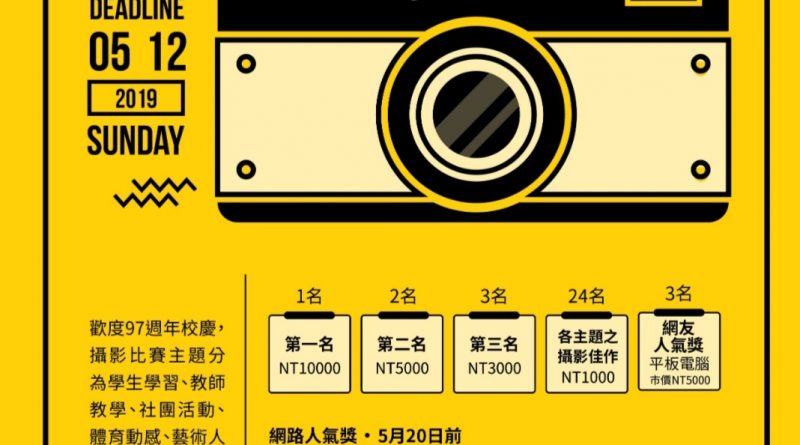 DEADLINE
05 12
2019
SUNDAY
歡度97週年校慶,
攝影比賽主題分
為學生學習、教師
教學、社團活動、
體育動感、藝術人
1名
第一名
NT10000
2名
第二名
NT5000
3名
第三名
NT3000
24名
各主題之
攝影佳作
NT1000
3名
網友
人氣獎
平板電腦
市價NT5000
網路人氣獎・5月20日前